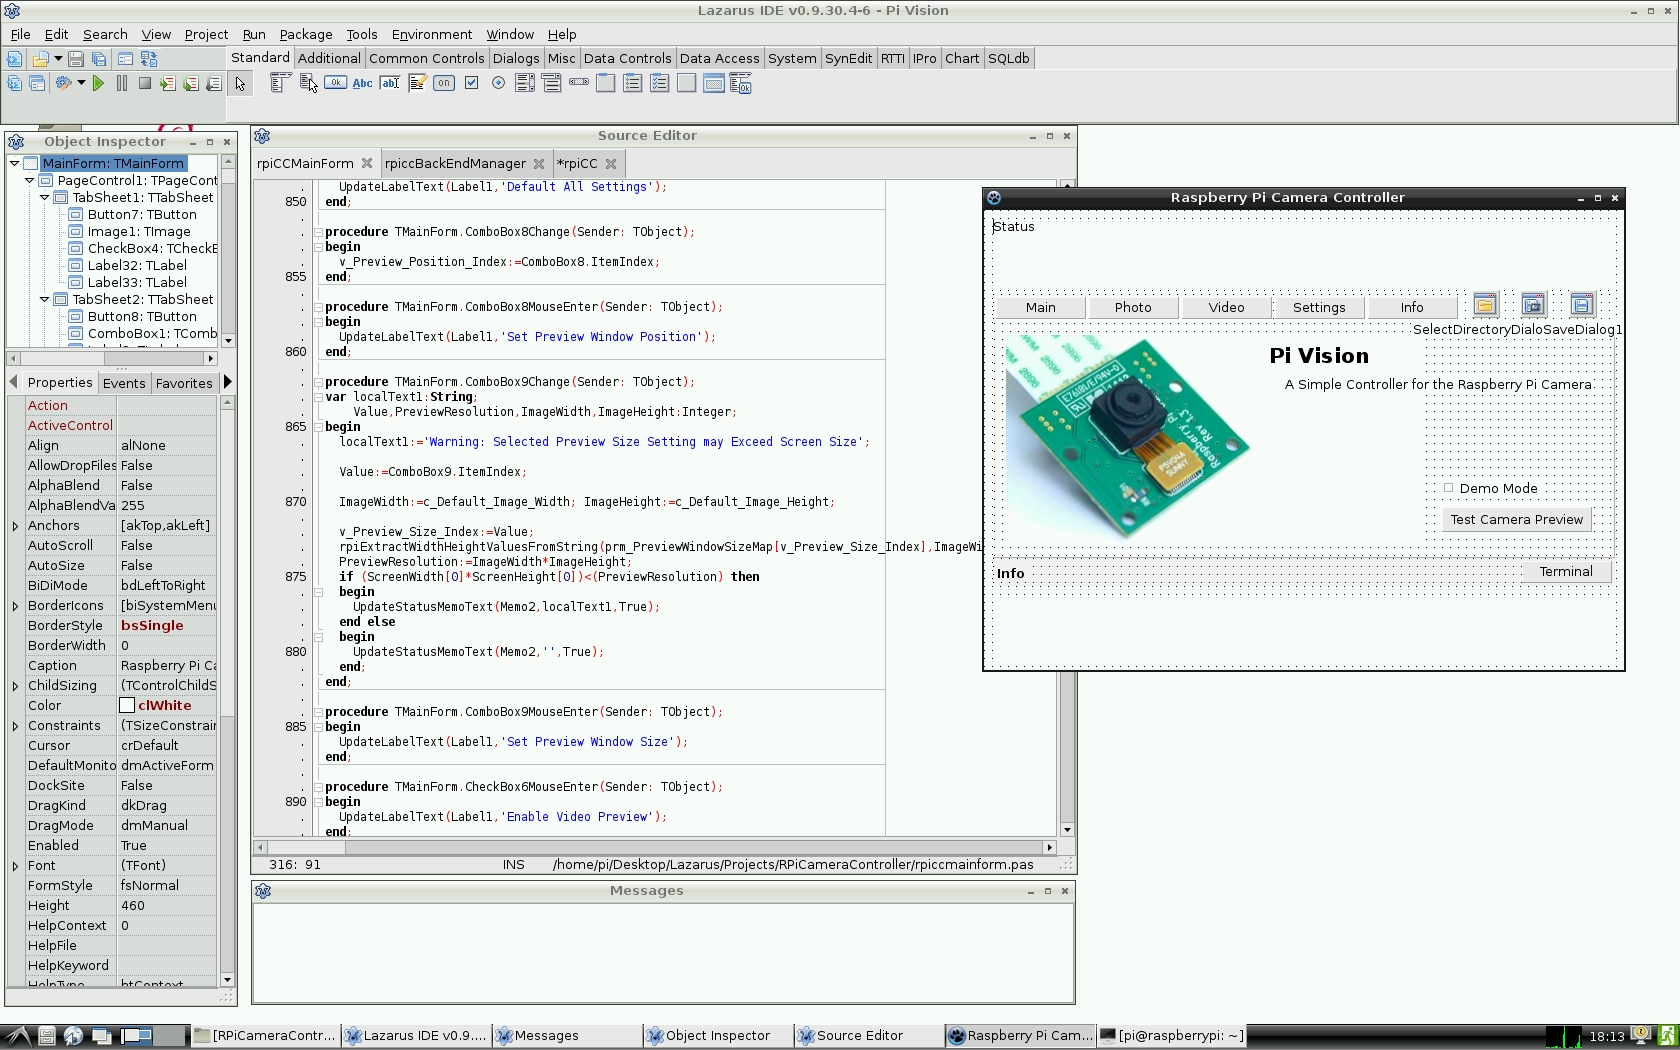 Lazarus IDE v0.9.30.4-6 - Pi Vision
File Edit Search View Project Run Package Tools Environment Window Help
Standard Additional Common Controls Dialogs Misc Data Controls Data Access System SynEdit RTTI IPro Chart SQLdb
Ok Abc abI on Ok
Object Inspector
MainForm: TMainForm
PageControl1: TPageCont
TabSheet1: TTabSheet
Button7: TButton
Image1: TImage
CheckBox4: TCheckE
Label32: TLabel
Label33: TLabel
TabSheet2: TTabSheet
Button8: TButton
ComboBox1: TComb
Properties Events Favorites
Action
ActiveControl
Align alNone
AllowDropFiles False
AlphaBlend False
AlphaBlendVa 255
Anchors [akTop,akLeft]
AutoScroll False
AutoSize False
BiDiMode bdLeftToRight
BorderIcons [biSystemMenu
BorderStyle bsSingle
BorderWidth 0
Caption Raspberry Pi Ca
ChildSizing (TControlChildS
Color clWhite
Constraints (TSizeConstrain
Cursor crDefault
DefaultMonito dmActiveForm
DockSite False
DragKind dkDrag
DragMode dmManual
Enabled True
Font (TFont)
FormStyle fsNormal
Height 460
HelpContext 0
HelpFile
HelpKeyword
HelpType htContext
Source Editor
rpiCCMainForm rpiccBackEndManager *rpiCC
UpdateLabelText(Label1,'Default All Settings');
850 end;
procedure TMainForm.ComboBox8Change(Sender: TObject);
begin
v_Preview_Position_Index:=ComboBox8.ItemIndex;
855 end;
procedure TMainForm.ComboBox8MouseEnter(Sender: TObject);
begin
UpdateLabelText(Label1,'Set Preview Window Position');
860 end;
procedure TMainForm.ComboBox9Change(Sender: TObject);
var localText1:String;
Value,PreviewResolution,ImageWidth,ImageHeight:Integer;
865 begin
localText1:='Warning: Selected Preview Size Setting may Exceed Screen Size';
Value:=ComboBox9.ItemIndex;
870 ImageWidth:=c_Default_Image_Width; ImageHeight:=c_Default_Image_Height;
v_Preview_Size_Index:=Value;
rpiExtractWidthHeightValuesFromString(prm_PreviewWindowSizeMap[v_Preview_Size_Index],ImageWi
PreviewResolution:=ImageWidth*ImageHeight;
875 if (ScreenWidth[0]*ScreenHeight[0])<(PreviewResolution) then
begin
UpdateStatusMemoText(Memo2,localText1,True);
end else
begin
880 UpdateStatusMemoText(Memo2,'',True);
end;
end;
procedure TMainForm.ComboBox9MouseEnter(Sender: TObject);
885 begin
UpdateLabelText(Label1,'Set Preview Window Size');
end;
procedure TMainForm.CheckBox6MouseEnter(Sender: TObject);
890 begin
UpdateLabelText(Label1,'Enable Video Preview');
end;
316: 91 INS /home/pi/Desktop/Lazarus/Projects/RPiCameraController/rpiccmainform.pas
Messages
Raspberry Pi Camera Controller
Status
Main Photo Video Settings Info
SelectDirectoryDialoSaveDialog1
Pi Vision
A Simple Controller for the Raspberry Pi Camera
Raspberry Pi
Rev 1.3
P5V04A
SUNNY
Demo Mode
Test Camera Preview
Info
Terminal
[RPiCameraContr... Lazarus IDE v0.9.... Messages Object Inspector Source Editor Raspberry Pi Cam... [pi@raspberrypi: ~] 18:13